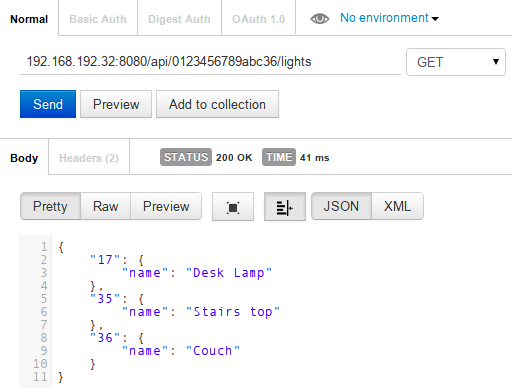 Normal Basic Auth Digest Auth OAuth 1.0 No environment
192.168.192.32:8080/api/0123456789abc36/lights GET
Send Preview Add to collection
Body Headers (2) STATUS 200 OK TIME 41 ms
Pretty Raw Preview JSON XML
1 {
2 "17": {
3 "name": "Desk Lamp"
4 },
5 "35": {
6 "name": "Stairs top"
7 },
8 "36": {
9 "name": "Couch"
10 }
11 }